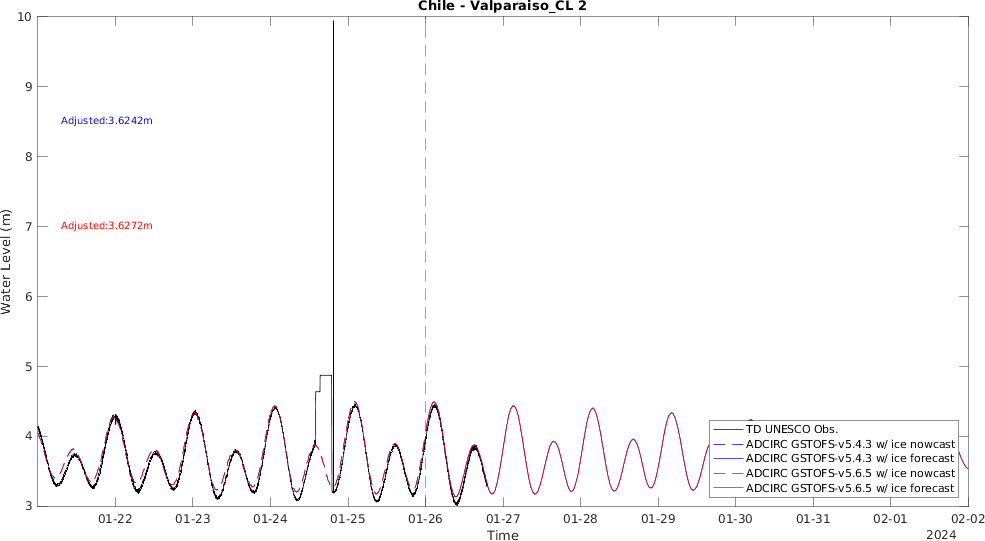 Chile - Valparaiso_CL 2
10
9
8
7
6
5
4
3
Water Level (m)
Adjusted:3.6242m
Adjusted:3.6272m
TD UNESCO Obs.
ADCIRC GSTOFS-v5.4.3 w/ ice nowcast
ADCIRC GSTOFS-v5.4.3 w/ ice forecast
ADCIRC GSTOFS-v5.6.5 w/ ice nowcast
ADCIRC GSTOFS-v5.6.5 w/ ice forecast
01-22 01-23 01-24 01-25 01-26 01-27 01-28 01-29 01-30 01-31 02-01 02-02
Time
2024